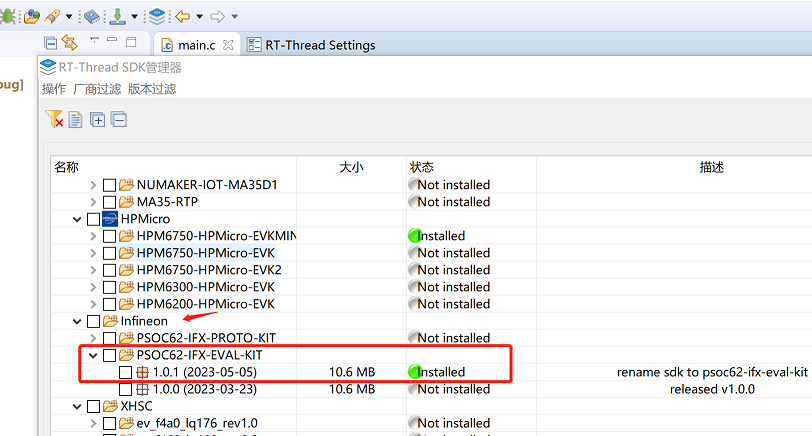 main.c RT-Thread Settings
RT-Thread SDK管理器
bug]
操作 厂商过滤 版本过滤
名称 大小 状态 描述
NUMAKER-IOT-MA35D1 Not installed
MA35-RTP Not installed
HPMicro
HPM6750-HPMicro-EVKMIN Installed
HPM6750-HPMicro-EVK Not installed
HPM6750-HPMicro-EVK2 Not installed
HPM6300-HPMicro-EVK Not installed
HPM6200-HPMicro-EVK Not installed
Infineon
PSOC62-IFX-PROTO-KIT Not installed
PSOC62-IFX-EVAL-KIT
1.0.1 (2023-05-05) 10.6 MB Installed rename sdk to psoc62-ifx-eval-kit
1.0.0 (2023-03-23) 10.6 MB Not installed released v1.0.0
XHSC
ev_f4a0_lq176_rev1.0 Not installed